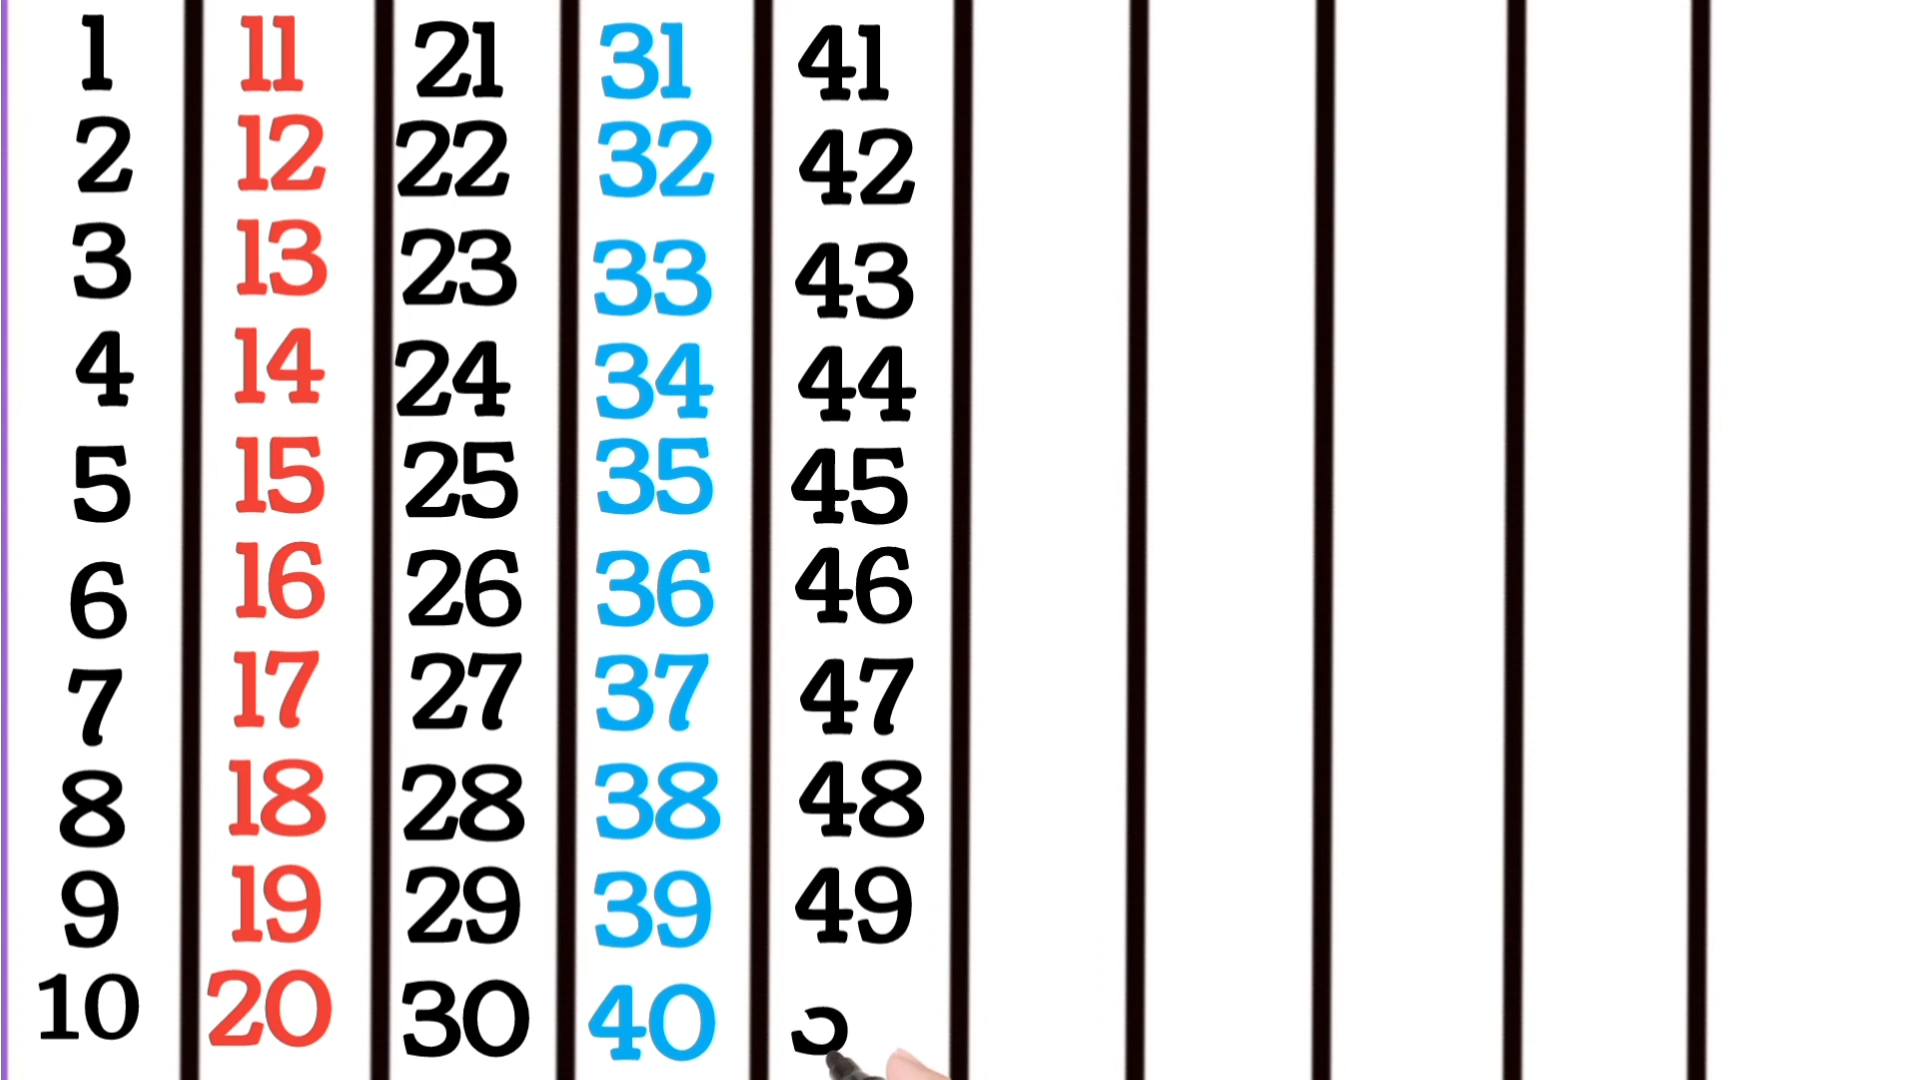 1 11 21 31 41
2 12 22 32 42
3 13 23 33 43
4 14 24 34 44
5 15 25 35 45
6 16 26 36 46
7 17 27 37 47
8 18 28 38 48
9 19 29 39 49
10 20 30 40